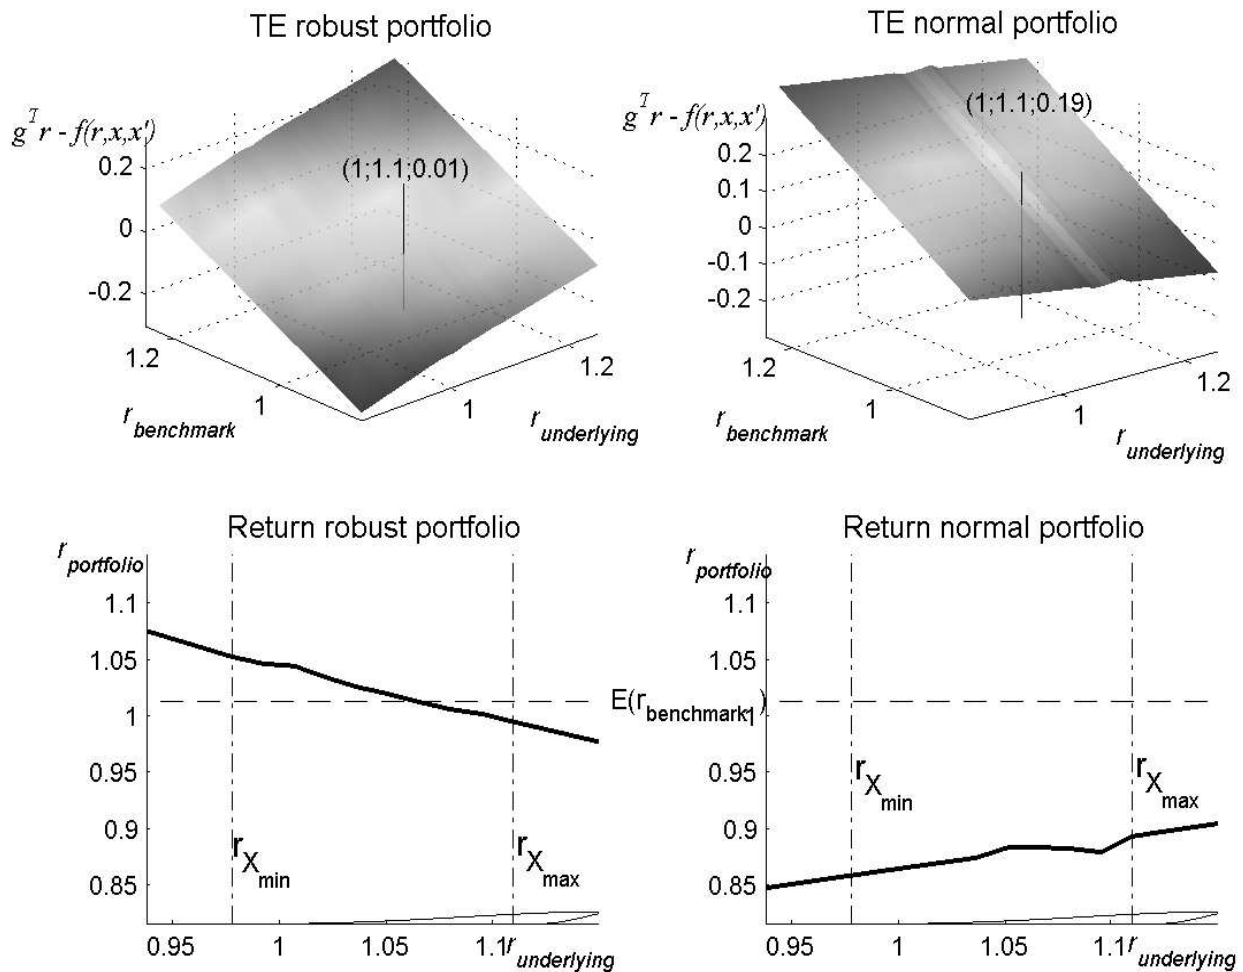 TE robust portfolio
TE normal portfolio
g^T r - f(r,x,x')
0.2
0
-0.2
(1;1.1;0.01)
1.2
1
1
1.2
r_benchmark
r_underlying
g^T r - f(r,x,x')
0.2
0.1
0
-0.1
-0.2
(1;1.1;0.19)
1.2
1
1
1.2
r_benchmark
r_underlying
Return robust portfolio
Return normal portfolio
r_portfolio
1.1
1.05
1
0.95
0.9
0.85
r_X_min
r_X_max
0.95
1
1.05
1.1
r_underlying
E(r_benchmark)
r_portfolio
1.1
1.05
1
0.95
0.9
0.85
r_X_min
r_X_max
0.95
1
1.05
1.1
r_underlying